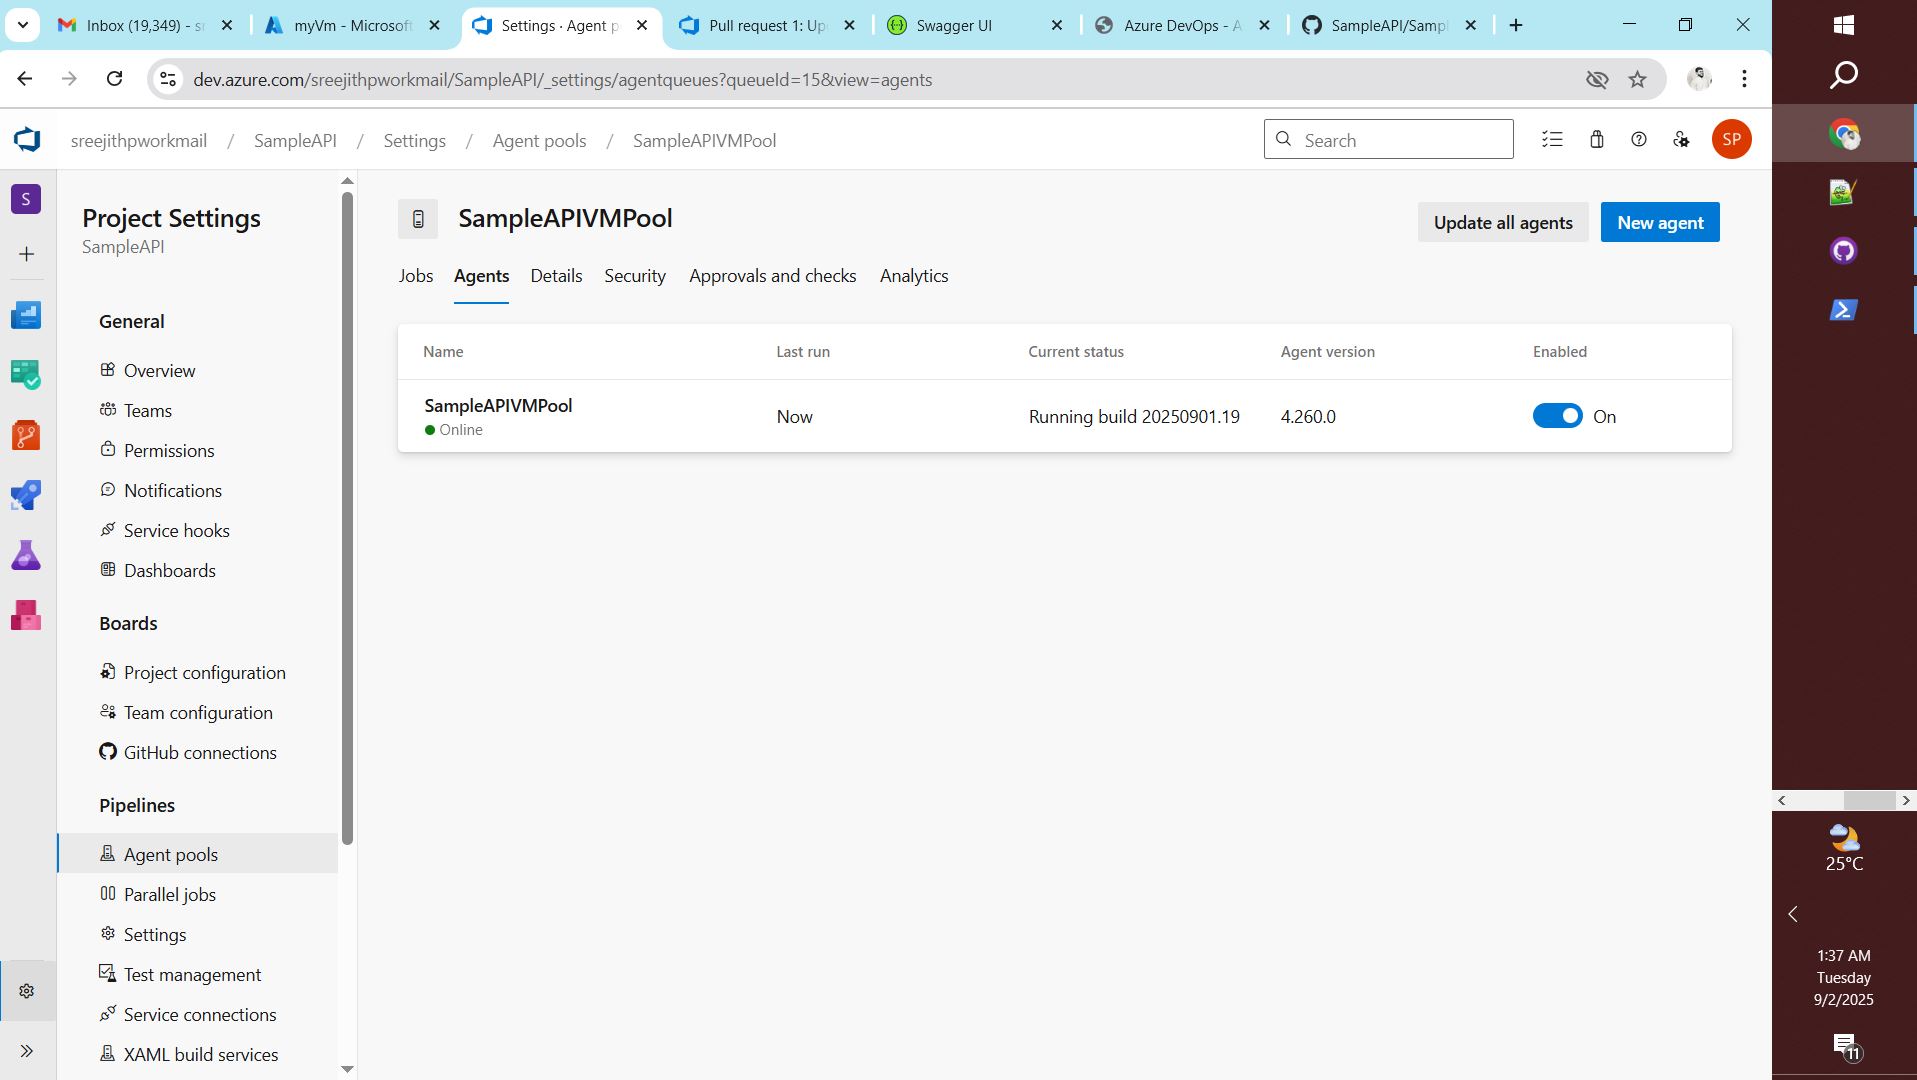 Inbox (19,349) - s
myVm - Microsoft
Settings · Agent p
Pull request 1: Up
Swagger UI
Azure DevOps - A
SampleAPI/Sampl
dev.azure.com/sreejithpworkmail/SampleAPI/_settings/agentqueues?queueId=15&view=agents
sreejithpworkmail / SampleAPI / Settings / Agent pools / SampleAPIVMPool
Search
SP
S
Project Settings
SampleAPI
General
Overview
Teams
Permissions
Notifications
Service hooks
Dashboards
Boards
Project configuration
Team configuration
GitHub connections
Pipelines
Agent pools
Parallel jobs
Settings
Test management
Service connections
XAML build services
SampleAPIVMPool
Update all agents
New agent
Jobs Agents Details Security Approvals and checks Analytics
Name Last run Current status Agent version Enabled
SampleAPIVMPool
Online
Now
Running build 20250901.19
4.260.0
On
25°C
1:37 AM
Tuesday
9/2/2025
11